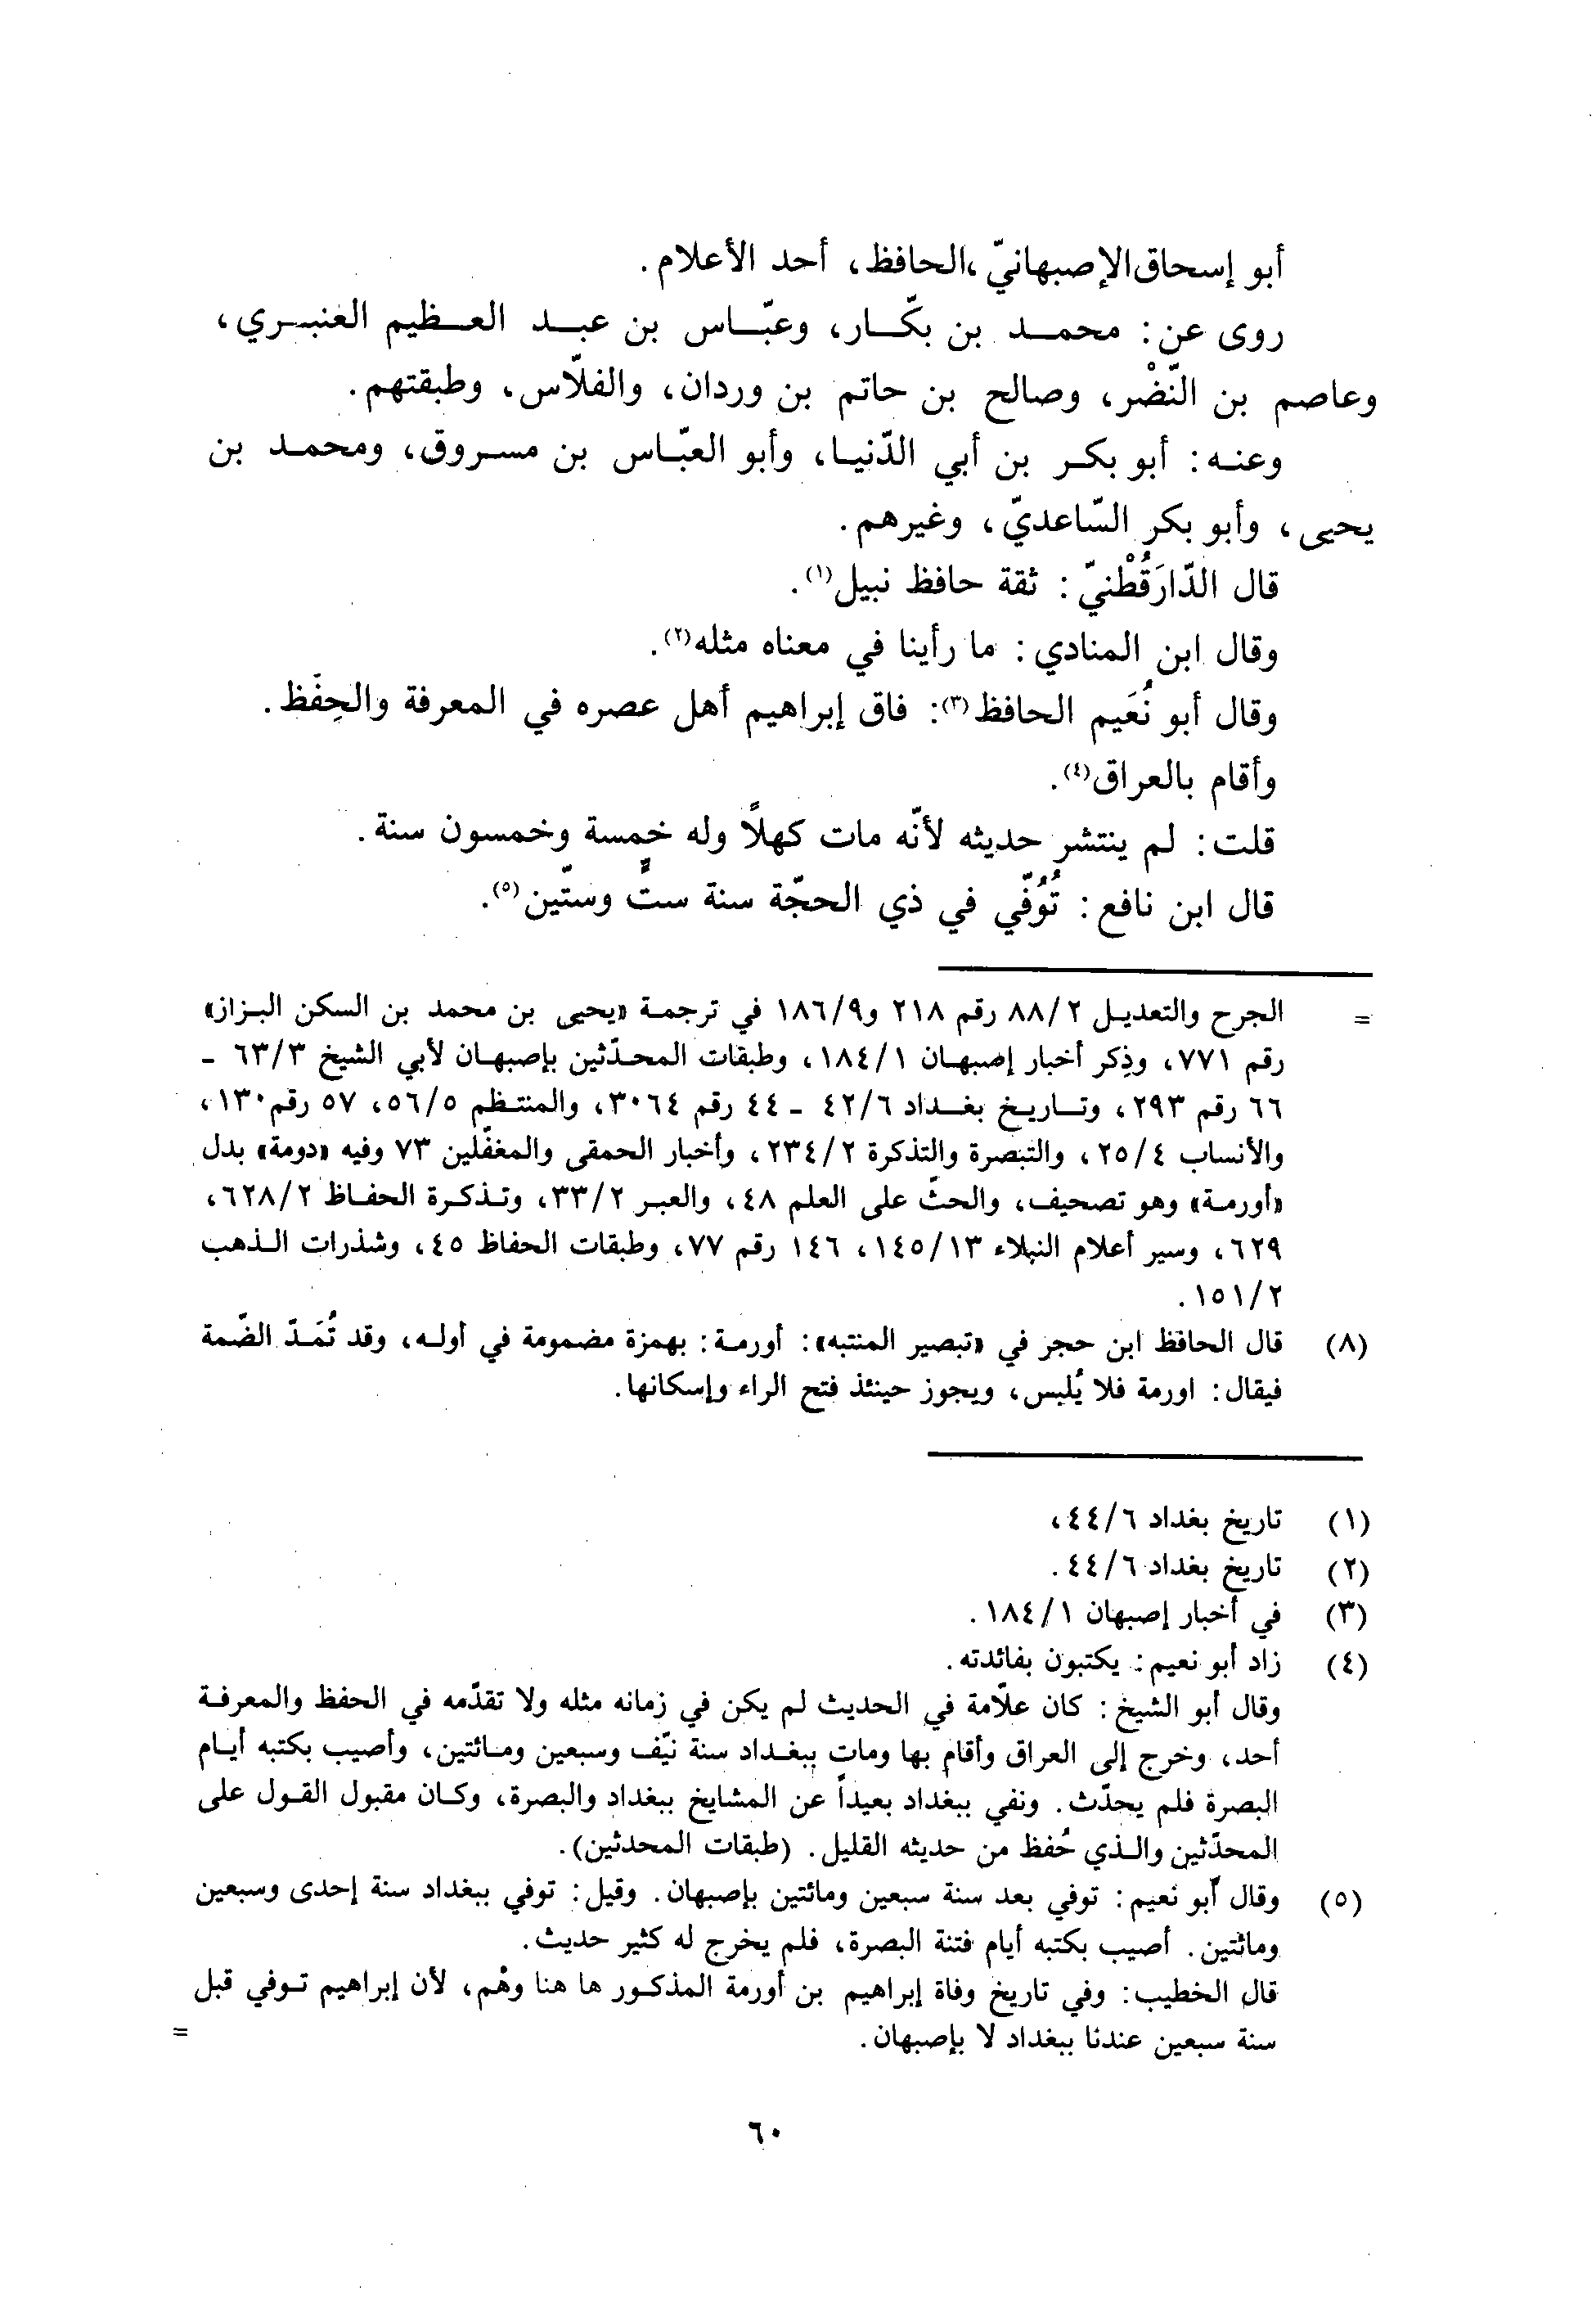 أبو إسحاق الإصبهانيّ، الحافظ، أحد الأعلام.
روى عن: محمد بن بكّار، وعبّاس بن عبد العظيم العنبري،
وعاصم بن النّضْر، وصالح بن حاتم بن وردان، والفلّاس، وطبقتهم.
وعنه: أبو بكر بن أبي الدّنيا، وأبو العبّاس بن مسروق، ومحمد بن
يحيى، وأبو بكر السّاعديّ، وغيرهم.
قال الدّارَقُطْنيّ: ثقة حافظ نبيل(١).
وقال ابن المنادي: ما رأينا في معناه مثله(٢).
وقال أبو نُعَيم الحافظ(٣): فاق إبراهيم أهل عصره في المعرفة والحِفْظ.
وأقام بالعراق(٤).
قلت: لم ينتشر حديثه لأنّه مات كهلاً وله خمسة وخمسون سنة.
قال ابن نافع: تُوُفّي في ذي الحجّة سنة ستٍّ وستّين(٥).
= الجرح والتعديل ٨٨/٢ رقم ٢١٨ و١٨٦/٩ في ترجمة «يحيى بن محمد بن السكن البزاز»
رقم ٧٧١، وذِكر أخبار إصبهان ١٨٤/١، وطبقات المحدّثين بإصبهان لأبي الشيخ ٦٣/٣ -
٦٦ رقم ٢٩٣، وتاريخ بغداد ٤٢/٦ - ٤٤ رقم ٣٠٦٤، والمنتظم ٥٦/٥، ٥٧ رقم ١٣٠،
والأنساب ٢٥/٤، والتبصرة والتذكرة ٢٣٤/٢، وأخبار الحمقى والمغفّلين ٧٣ وفيه «دومة» بدل
«أورمة» وهو تصحيف، والحثّ على العلم ٤٨، والعبر ٣٣/٢، وتذكرة الحفاظ ٦٢٨/٢،
٦٢٩، وسير أعلام النبلاء ١٤٥/١٣، ١٤٦ رقم ٧٧، وطبقات الحفاظ ٤٥، وشذرات الذهب
١٥١/٢.
(٨) قال الحافظ ابن حجر في «تبصير المنتبه»: أورمة: بهمزة مضمومة في أوله، وقد تُمَدّ الضّمة
فيقال: اورمة فلا يُلبس، ويجوز حينئذ فتح الراء وإسكانها.
(١) تاريخ بغداد ٤٤/٦،
(٢) تاريخ بغداد ٤٤/٦.
(٣) في أخبار إصبهان ١٨٤/١.
(٤) زاد أبو نعيم: يكتبون بفائدته.
وقال أبو الشيخ: كان علاّمة في الحديث لم يكن في زمانه مثله ولا تقدّمه في الحفظ والمعرفة
أحد، وخرج إلى العراق وأقام بها ومات ببغداد سنة نيّف وسبعين ومائتين، وأصيب بكتبه أيام
البصرة فلم يحدّث. ونفي ببغداد بعيداً عن المشايخ ببغداد والبصرة، وكان مقبول القول على
المحدّثين والذي حُفظ من حديثه القليل. (طبقات المحدثين).
(٥) وقال أبو نعيم: توفي بعد سنة سبعين ومائتين بإصبهان. وقيل: توفي ببغداد سنة إحدى وسبعين
ومائتين. أصيب بكتبه أيام فتنة البصرة، فلم يخرج له كثير حديث.
قال الخطيب: وفي تاريخ وفاة إبراهيم بن أورمة المذكور ها هنا وهْم، لأن إبراهيم توفي قبل
سنة سبعين عندنا ببغداد لا بإصبهان. =
٦٠